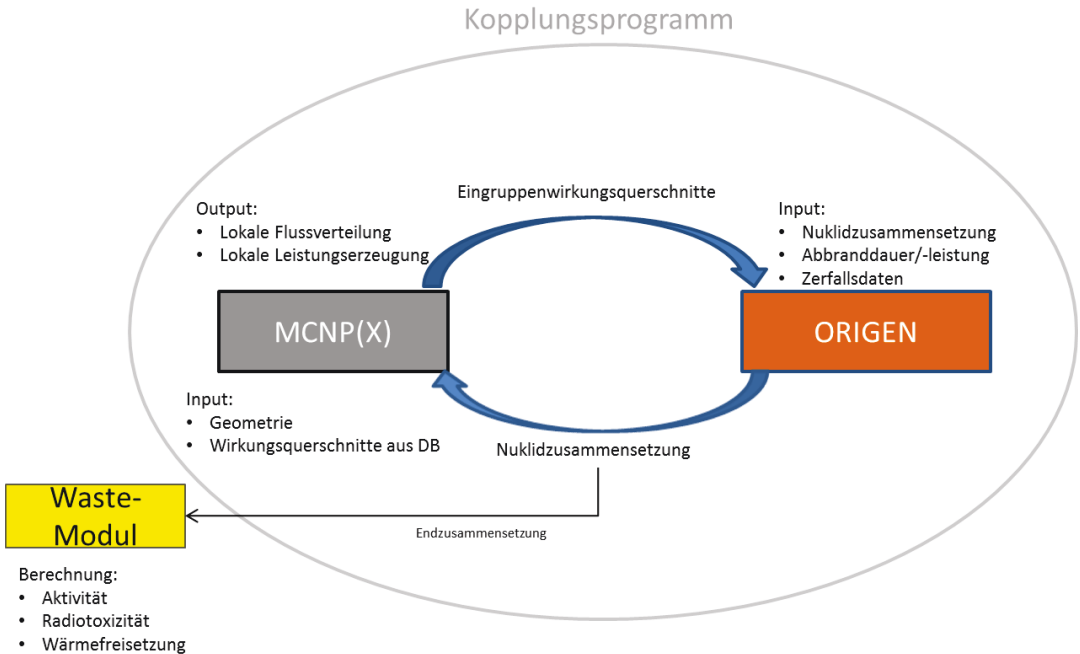 Kopplungsprogramm
Eingruppenwirkungsquerschnitte
Output:
• Lokale Flussverteilung
• Lokale Leistungserzeugung
Input:
• Nuklidzusammensetzung
• Abbranddauer/-leistung
• Zerfallsdaten
MCNP(X)
ORIGEN
Input:
• Geometrie
• Wirkungsquerschnitte aus DB
Nuklidzusammensetzung
Waste-
Modul
Endzusammensetzung
Berechnung:
• Aktivität
• Radiotoxizität
• Wärmefreisetzung